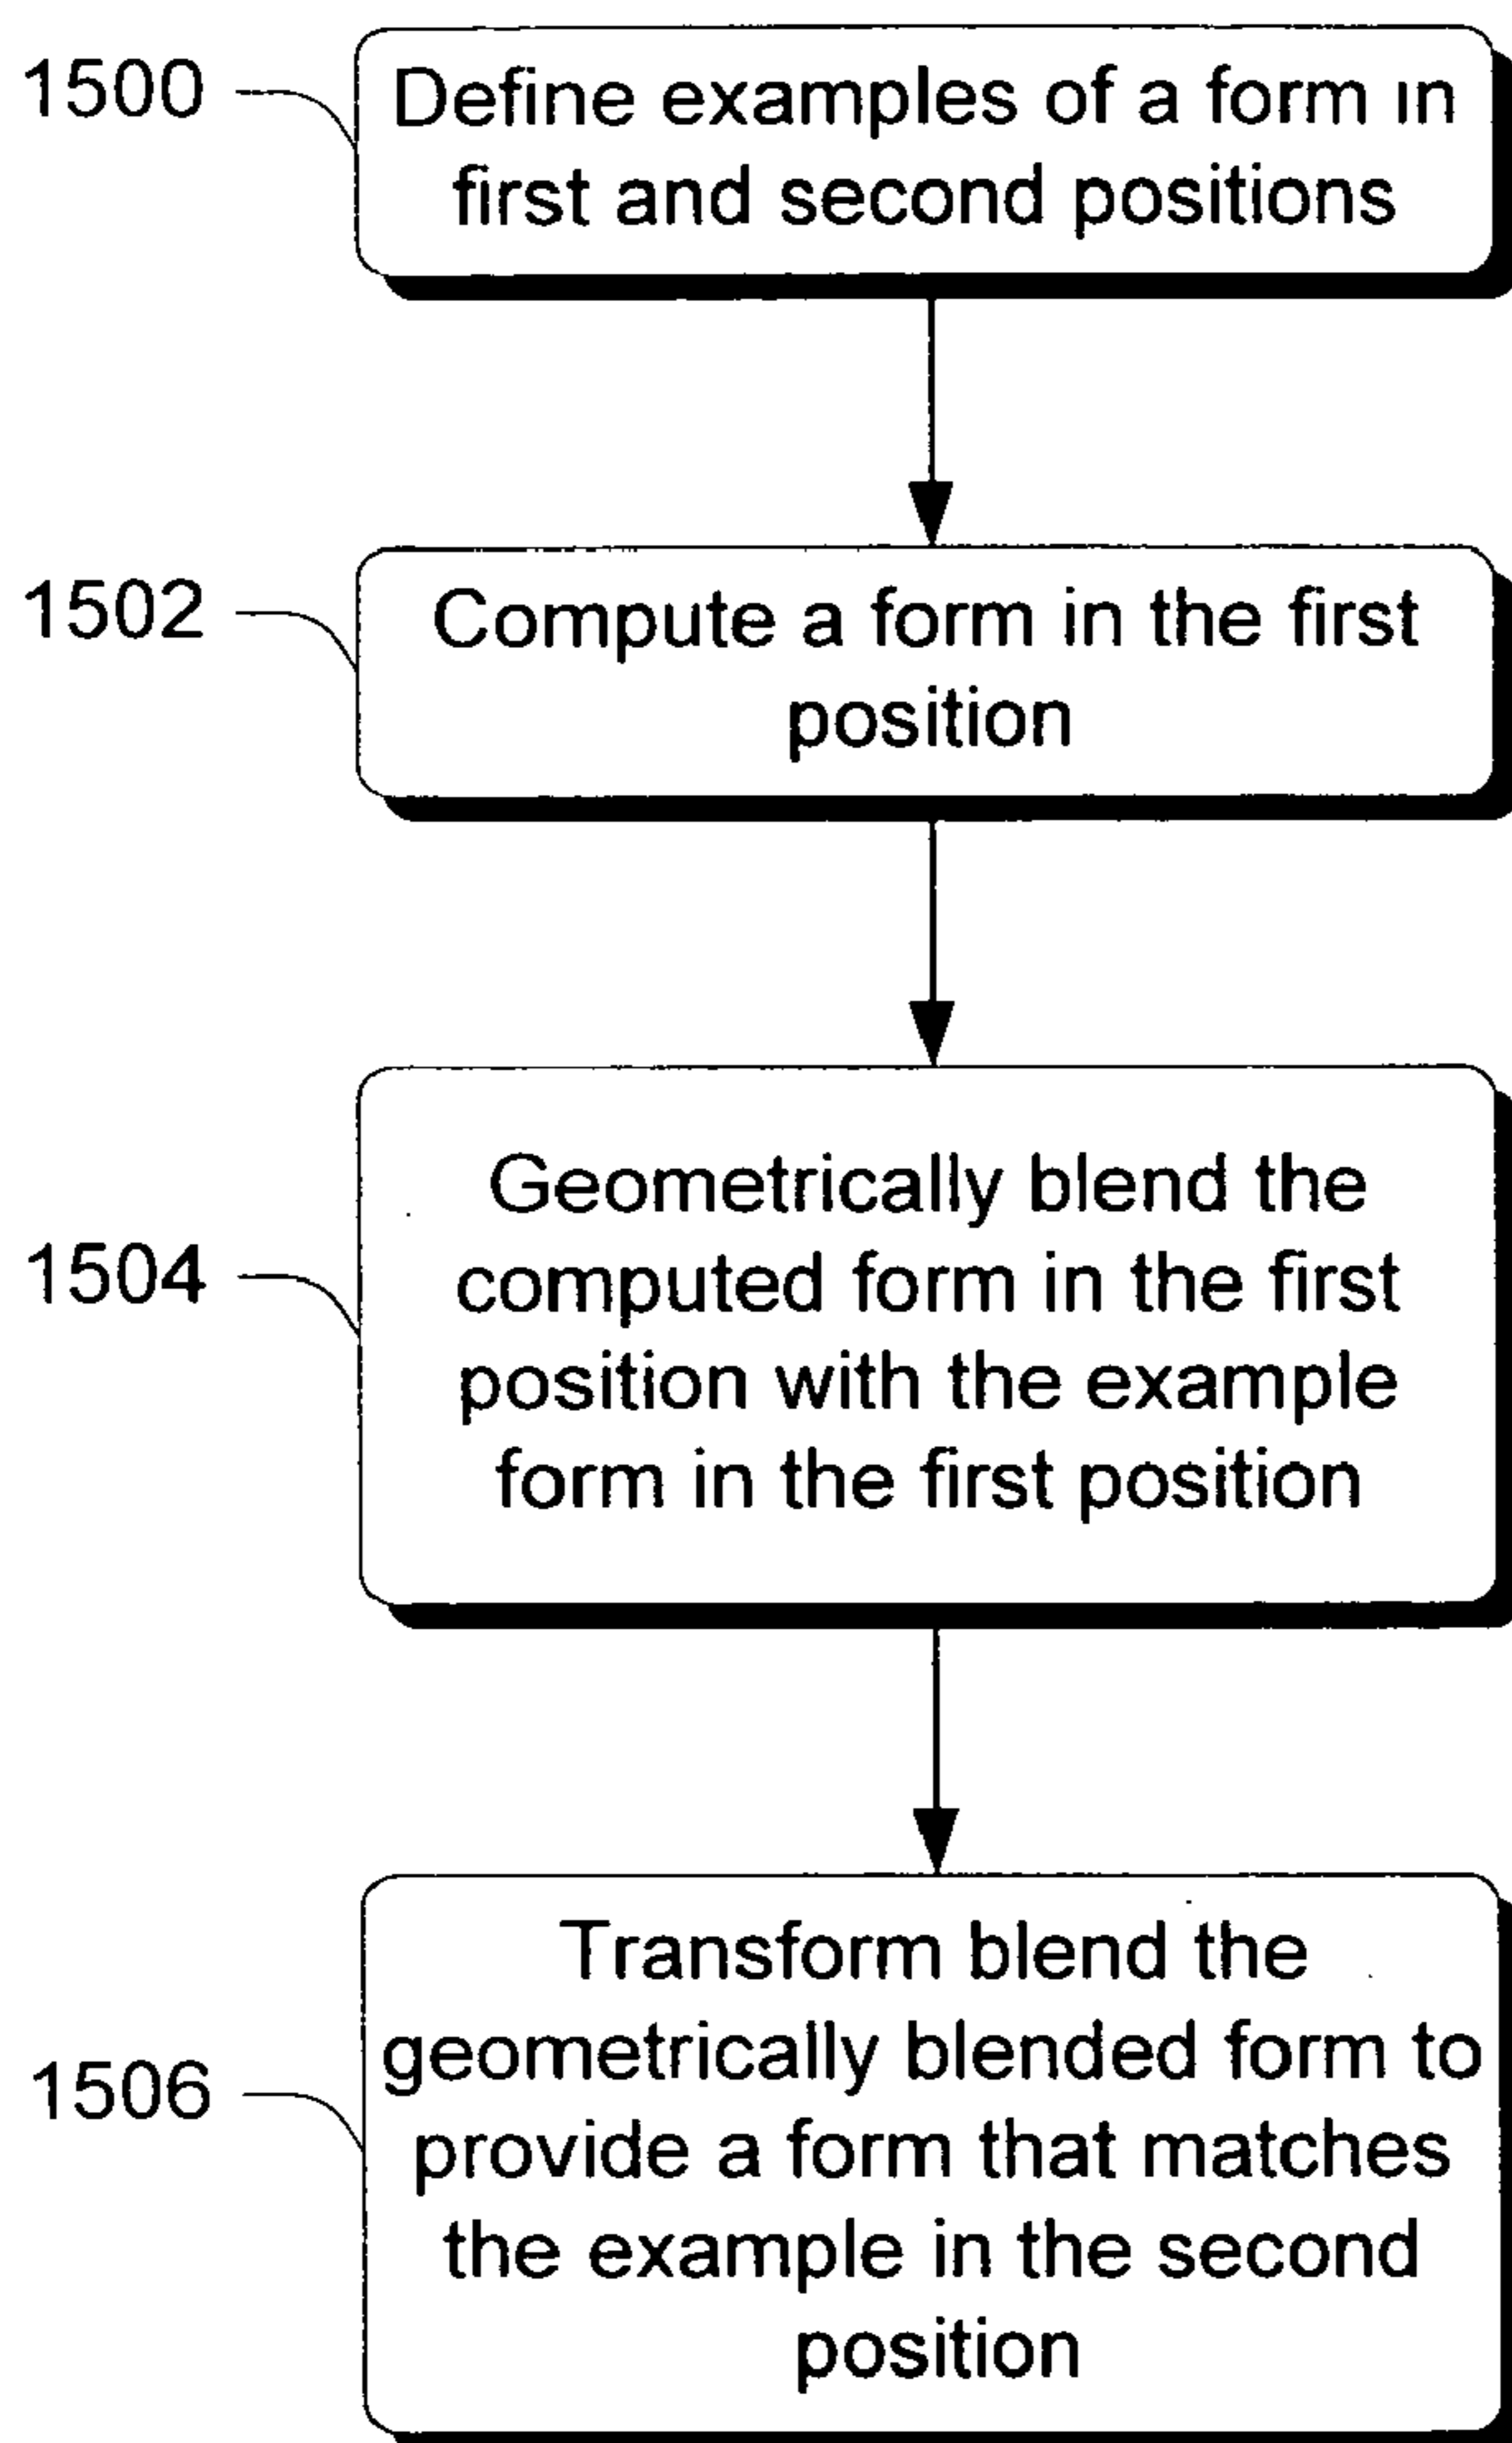 1500
Define examples of a form in
first and second positions
1502
Compute a form in the first
position
1504
Geometrically blend the
computed form in the first
position with the example
form in the first position
1506
Transform blend the
geometrically blended form to
provide a form that matches
the example in the second
position